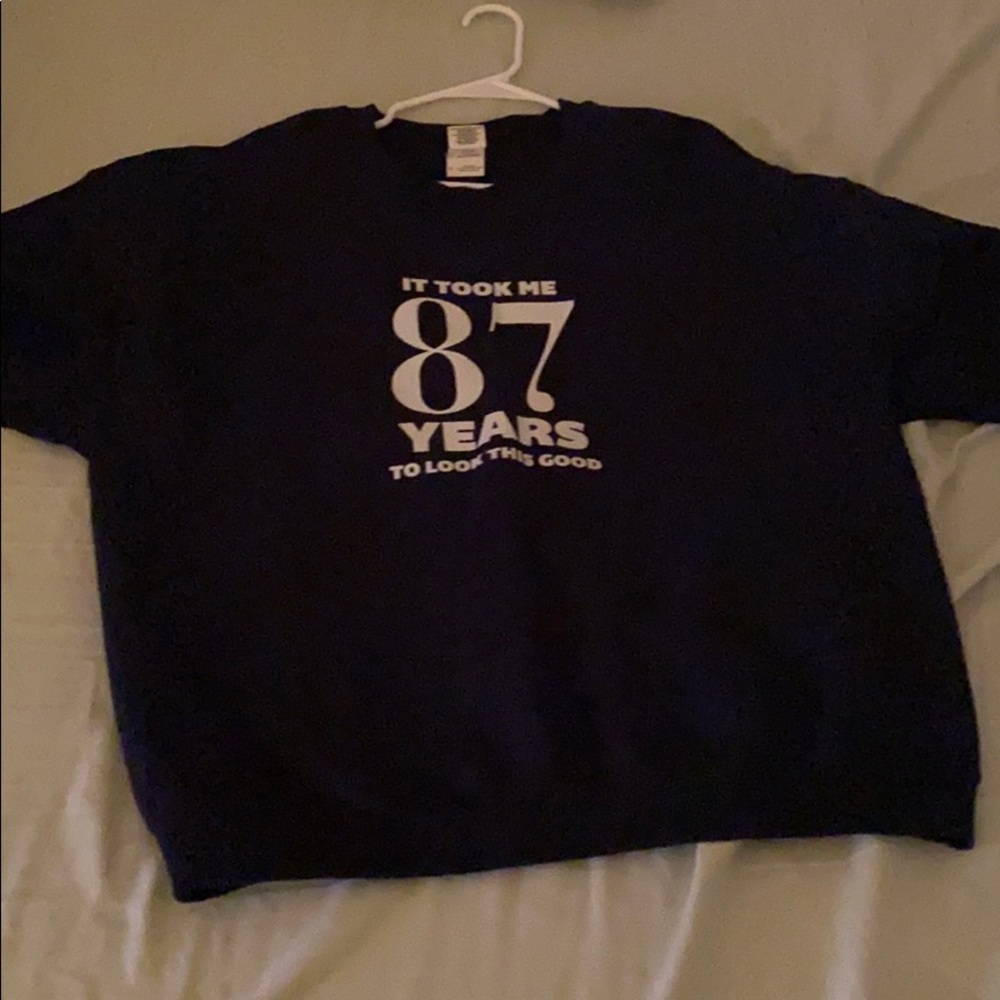 IT TOOK ME
87
YEARS
TO LOOK THIS GOOD